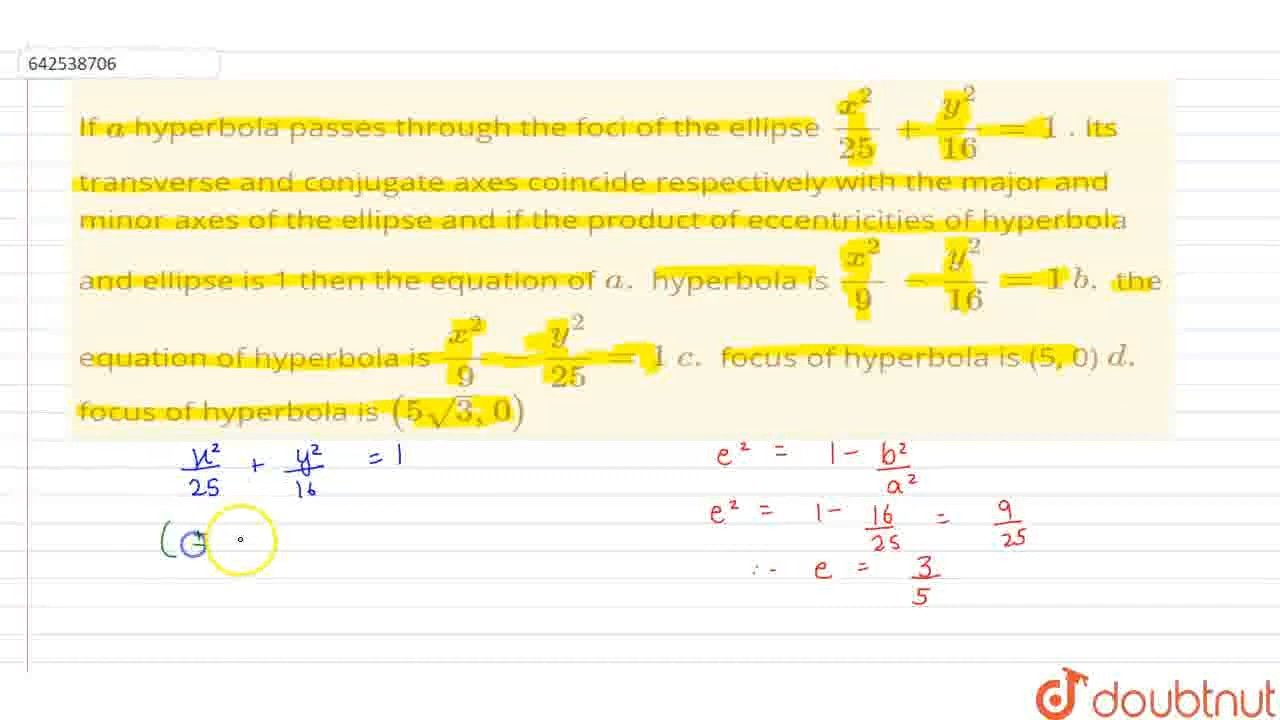 642538706
If a hyperbola passes through the foci of the ellipse x²/25 + y²/16 = 1 . Its
transverse and conjugate axes coincide respectively with the major and
minor axes of the ellipse and if the product of eccentricities of hyperbola
and ellipse is 1 then the equation of a. hyperbola is x²/9 − y²/16 = 1 b. the
equation of hyperbola is x²/9 − y²/25 = 1 c. focus of hyperbola is (5, 0) d.
focus of hyperbola is (5√3, 0)
x²/25 + y²/16 = 1
(±
e² = 1 - b²/a²
e² = 1 - 16/25 = 9/25
∴ e = 3/5
doubtnut